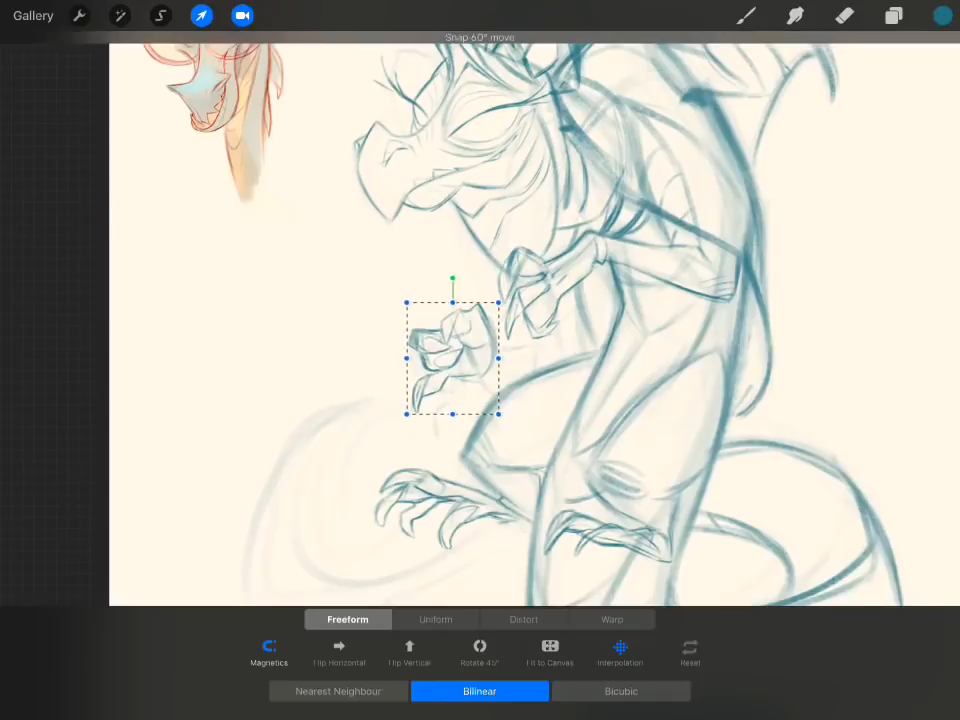 Gallery
Snap 60° move
Freeform Uniform Distort Warp
Magnetics Flip Horizontal Flip Vertical Rotate 45° Fit to Canvas Interpolation Reset
Nearest Neighbour Bilinear Bicubic